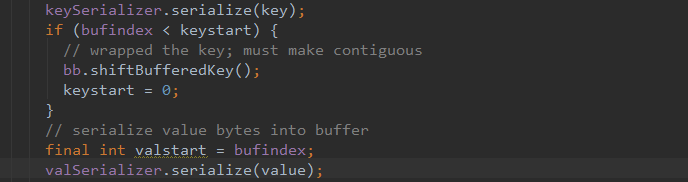 keySerializer.serialize(key);
if (bufindex < keystart) {
// wrapped the key; must make contiguous
bb.shiftBufferedKey();
keystart = 0;
}
// serialize value bytes into buffer
final int valstart = bufindex;
valSerializer.serialize(value);